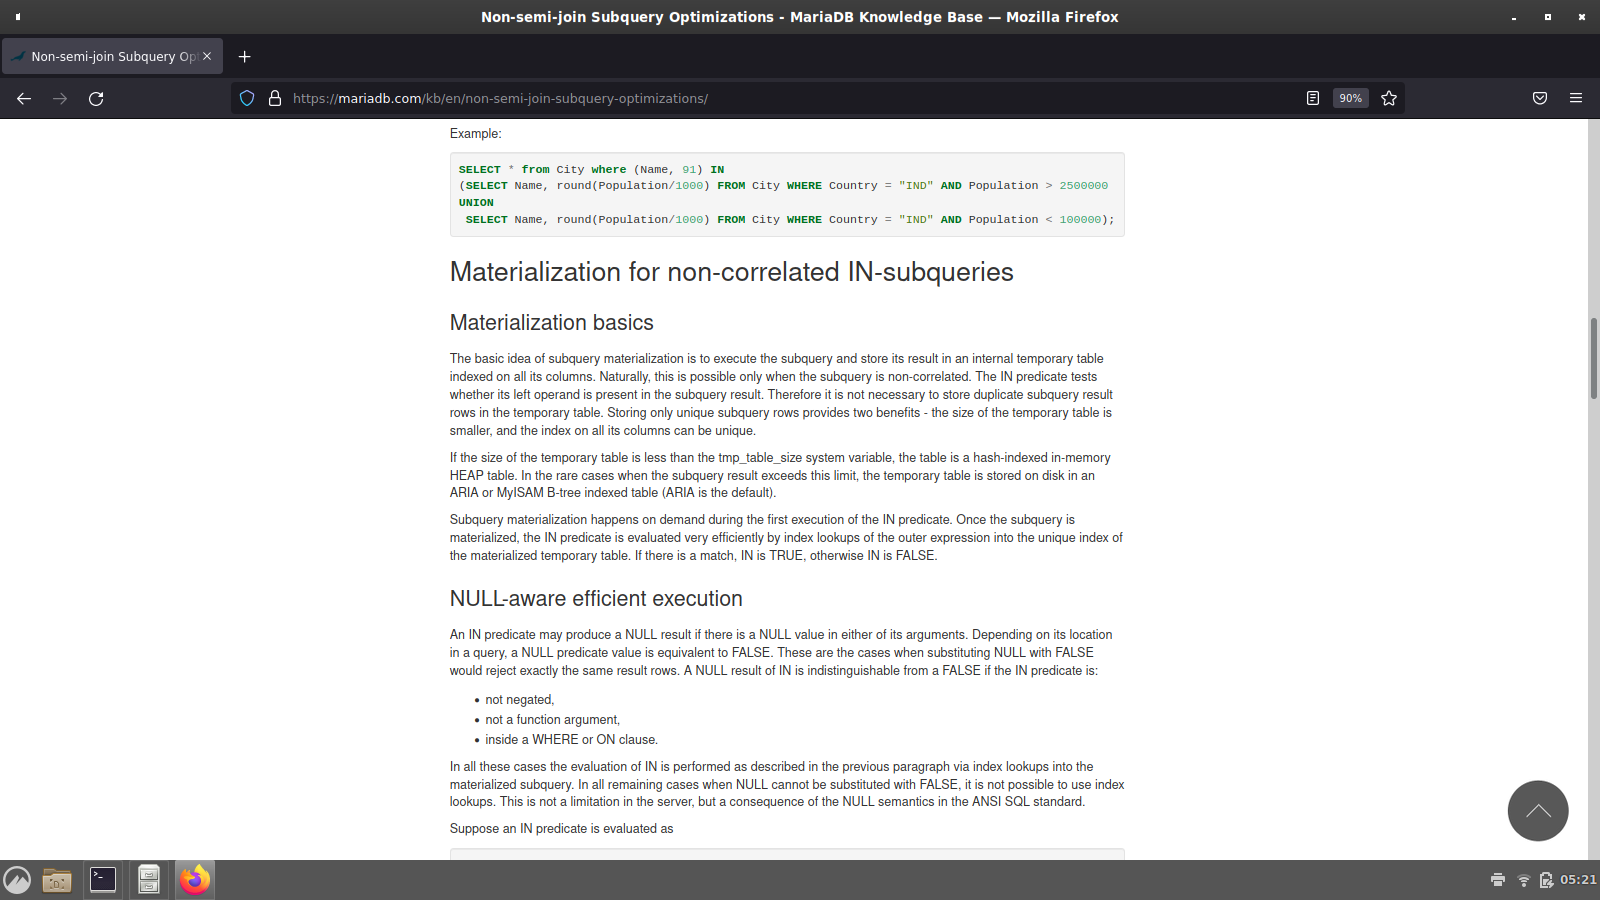 Non-semi-join Subquery Optimizations - MariaDB Knowledge Base — Mozilla Firefox
Non-semi-join Subquery Opt
https://mariadb.com/kb/en/non-semi-join-subquery-optimizations/
90%
Example:
SELECT * from City where (Name, 91) IN
(SELECT Name, round(Population/1000) FROM City WHERE Country = "IND" AND Population > 2500000
UNION
SELECT Name, round(Population/1000) FROM City WHERE Country = "IND" AND Population < 100000);
Materialization for non-correlated IN-subqueries
Materialization basics
The basic idea of subquery materialization is to execute the subquery and store its result in an internal temporary table
indexed on all its columns. Naturally, this is possible only when the subquery is non-correlated. The IN predicate tests
whether its left operand is present in the subquery result. Therefore it is not necessary to store duplicate subquery result
rows in the temporary table. Storing only unique subquery rows provides two benefits - the size of the temporary table is
smaller, and the index on all its columns can be unique.
If the size of the temporary table is less than the tmp_table_size system variable, the table is a hash-indexed in-memory
HEAP table. In the rare cases when the subquery result exceeds this limit, the temporary table is stored on disk in an
ARIA or MyISAM B-tree indexed table (ARIA is the default).
Subquery materialization happens on demand during the first execution of the IN predicate. Once the subquery is
materialized, the IN predicate is evaluated very efficiently by index lookups of the outer expression into the unique index of
the materialized temporary table. If there is a match, IN is TRUE, otherwise IN is FALSE.
NULL-aware efficient execution
An IN predicate may produce a NULL result if there is a NULL value in either of its arguments. Depending on its location
in a query, a NULL predicate value is equivalent to FALSE. These are the cases when substituting NULL with FALSE
would reject exactly the same result rows. A NULL result of IN is indistinguishable from a FALSE if the IN predicate is:
• not negated,
• not a function argument,
• inside a WHERE or ON clause.
In all these cases the evaluation of IN is performed as described in the previous paragraph via index lookups into the
materialized subquery. In all remaining cases when NULL cannot be substituted with FALSE, it is not possible to use index
lookups. This is not a limitation in the server, but a consequence of the NULL semantics in the ANSI SQL standard.
Suppose an IN predicate is evaluated as
05:21